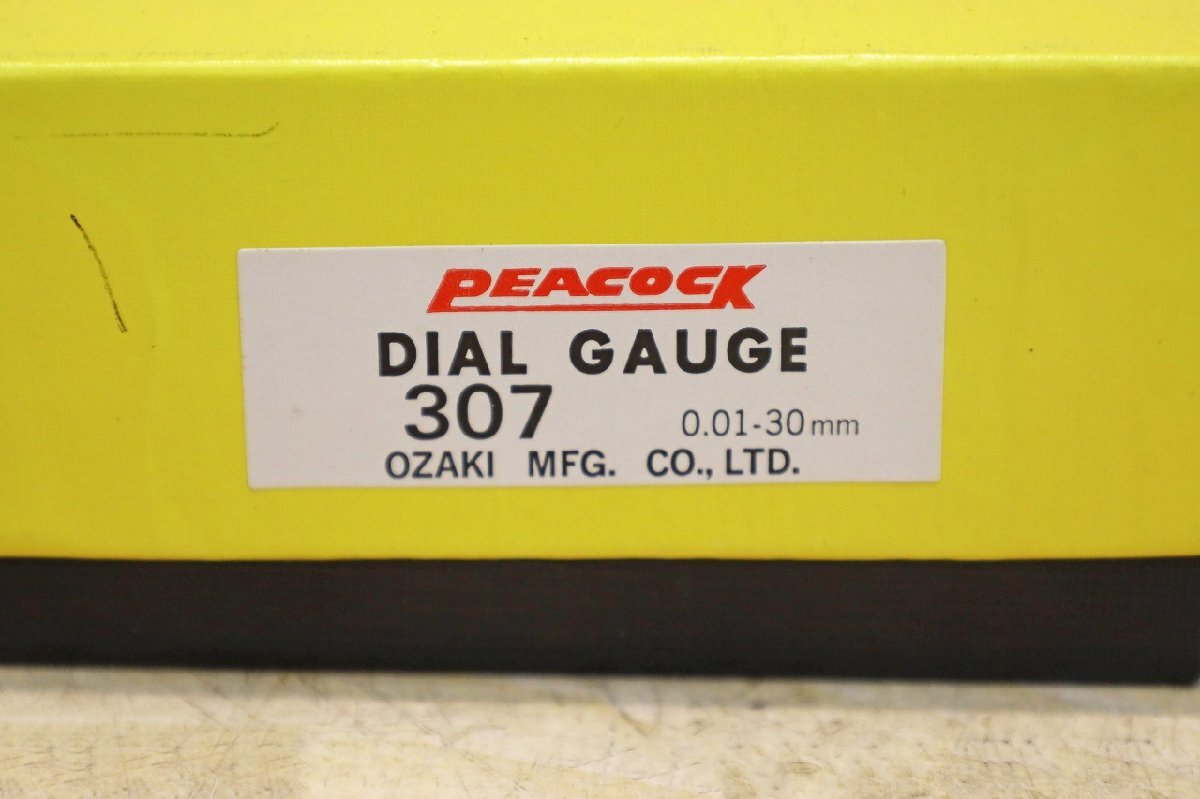 PEACOCK
DIAL GAUGE
307 0.01-30mm
OZAKI MFG. CO., LTD.